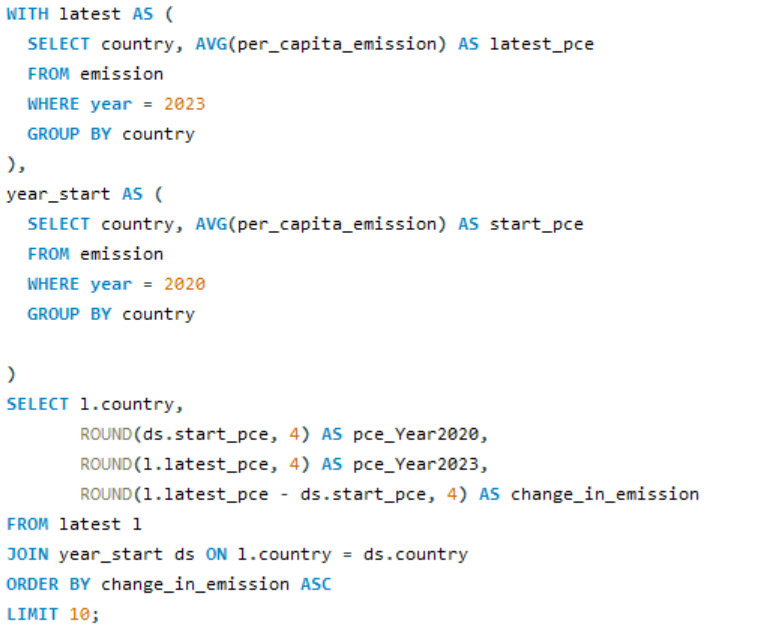 WITH latest AS (
  SELECT country, AVG(per_capita_emission) AS latest_pce
  FROM emission
  WHERE year = 2023
  GROUP BY country
),
year_start AS (
  SELECT country, AVG(per_capita_emission) AS start_pce
  FROM emission
  WHERE year = 2020
  GROUP BY country
)
SELECT l.country,
       ROUND(ds.start_pce, 4) AS pce_Year2020,
       ROUND(l.latest_pce, 4) AS pce_Year2023,
       ROUND(l.latest_pce - ds.start_pce, 4) AS change_in_emission
FROM latest l
JOIN year_start ds ON l.country = ds.country
ORDER BY change_in_emission ASC
LIMIT 10;